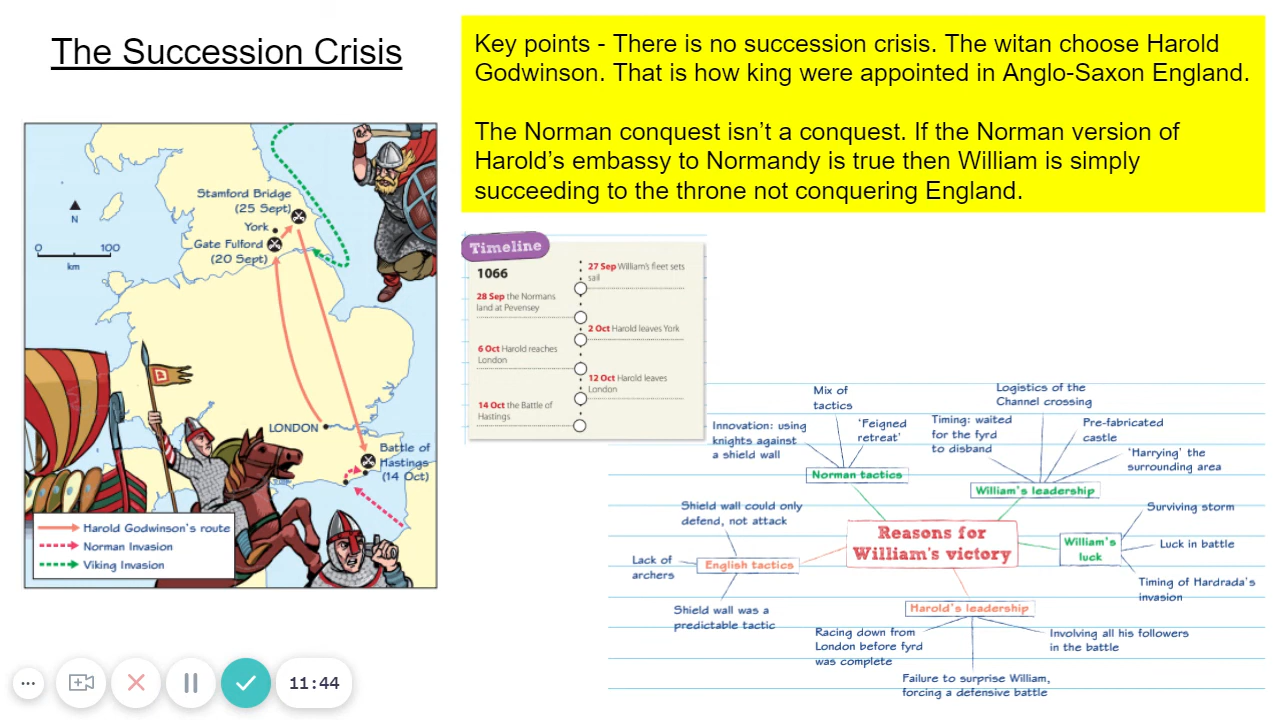 The Succession Crisis
Key points - There is no succession crisis. The witan choose Harold
Godwinson. That is how king were appointed in Anglo-Saxon England.
The Norman conquest isn’t a conquest. If the Norman version of
Harold’s embassy to Normandy is true then William is simply
succeeding to the throne not conquering England.
Stamford Bridge
(25 Sept)
York
Gate Fulford
(20 Sept)
N
0 100
km
LONDON
Battle of
Hastings
(14 Oct)
Harold Godwinson's route
Norman Invasion
Viking Invasion
Timeline
1066
27 Sep William's fleet sets
sail
28 Sep the Normans
land at Pevensey
2 Oct Harold leaves York
6 Oct Harold reaches
London
12 Oct Harold leaves
London
14 Oct the Battle of
Hastings
Mix of
tactics
Innovation: using
knights against
a shield wall
‘Feigned
retreat’
Norman tactics
Logistics of the
Channel crossing
Timing: waited
for the fyrd
to disband
Pre-fabricated
castle
‘Harrying’ the
surrounding area
William's leadership
Reasons for
William's victory
Shield wall could only
defend, not attack
Lack of
archers
English tactics
Shield wall was a
predictable tactic
William's
luck
Surviving storm
Luck in battle
Timing of Hardrada's
invasion
Harold's leadership
Racing down from
London before fyrd
was complete
Involving all his followers
in the battle
Failure to surprise William,
forcing a defensive battle
11:44